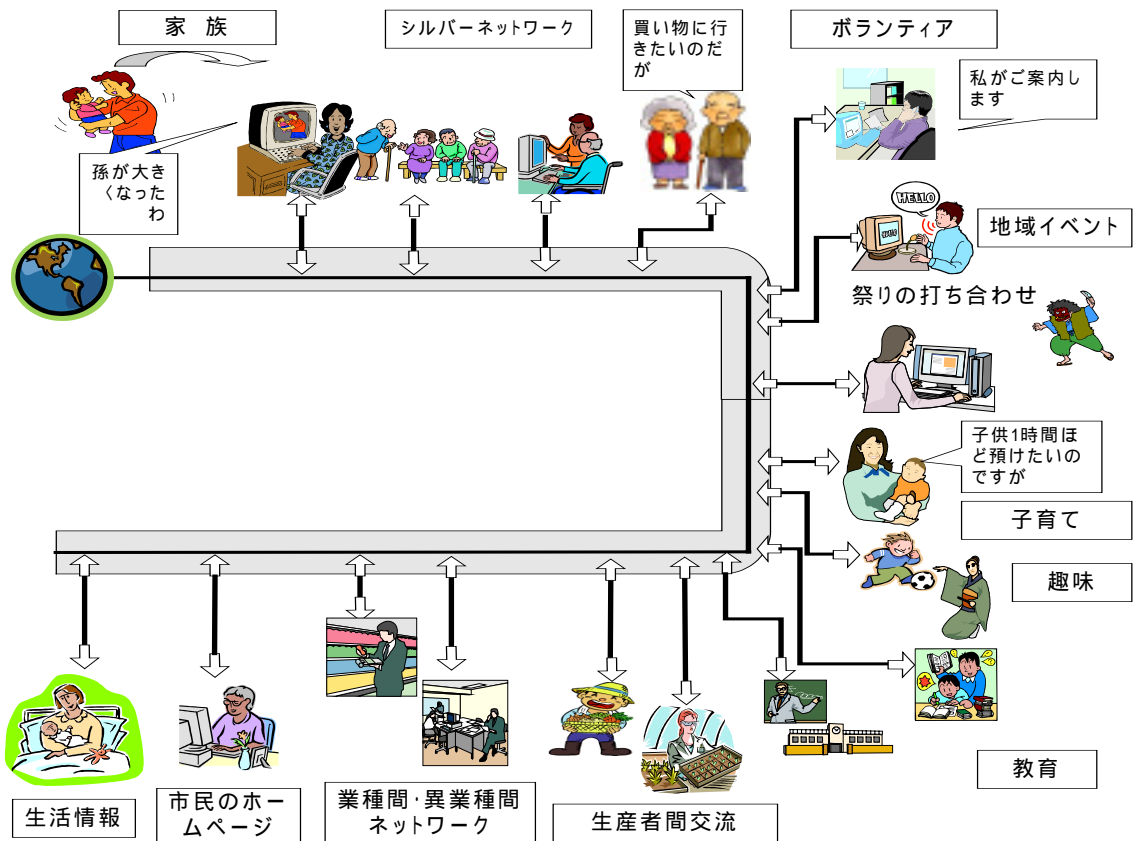 家 族
シルバーネットワーク
買い物に行
きたいのだ
が
ボランティア
私がご案内し
ます
孫が大き
くなった
わ
HELLO
HELLO
地域イベント
祭りの打ち合わせ
子供1時間ほ
ど預けたいの
ですが
子育て
趣味
教育
生活情報
市民のホー
ムページ
業種間・異業種間
ネットワーク
生産者間交流